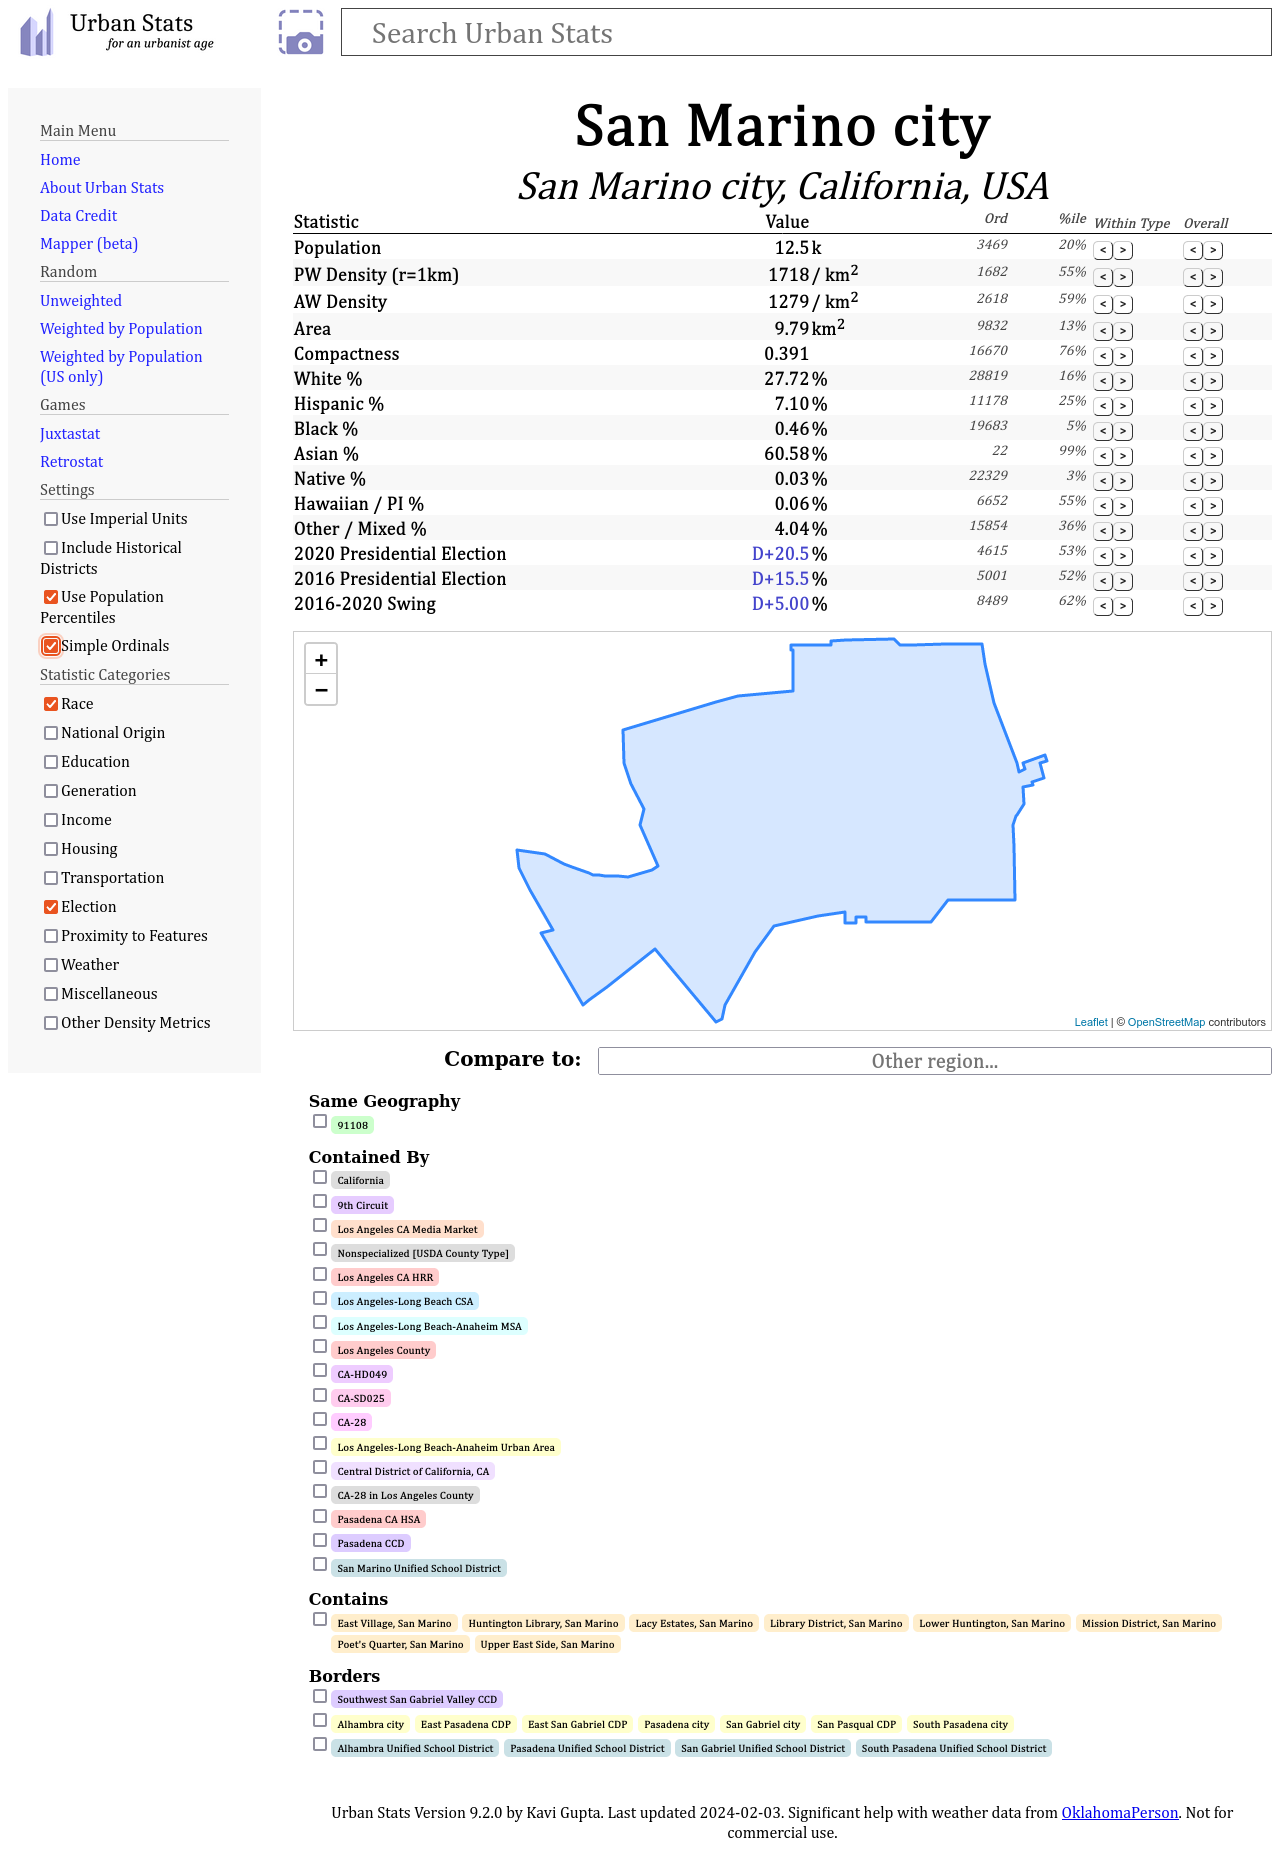 Urban Stats
for an urbanist age
Search Urban Stats
Main Menu
Home
About Urban Stats
Data Credit
Mapper (beta)
Random
Unweighted
Weighted by Population
Weighted by Population
(US only)
Games
Juxtastat
Retrostat
Settings
Use Imperial Units
Include Historical
Districts
Use Population
Percentiles
Simple Ordinals
Statistic Categories
Race
National Origin
Education
Generation
Income
Housing
Transportation
Election
Proximity to Features
Weather
Miscellaneous
Other Density Metrics
San Marino city
San Marino city, California, USA
Statistic Value Ord %ile Within Type Overall
Population 12.5 k 3469 20% < > < >
PW Density (r=1km) 1718 / km² 1682 55% < > < >
AW Density 1279 / km² 2618 59% < > < >
Area 9.79 km² 9832 13% < > < >
Compactness 0.391 16670 76% < > < >
White % 27.72 % 28819 16% < > < >
Hispanic % 7.10 % 11178 25% < > < >
Black % 0.46 % 19683 5% < > < >
Asian % 60.58 % 22 99% < > < >
Native % 0.03 % 22329 3% < > < >
Hawaiian / PI % 0.06 % 6652 55% < > < >
Other / Mixed % 4.04 % 15854 36% < > < >
2020 Presidential Election D+20.5 % 4615 53% < > < >
2016 Presidential Election D+15.5 % 5001 52% < > < >
2016-2020 Swing D+5.00 % 8489 62% < > < >
+
−
Leaflet | © OpenStreetMap contributors
Compare to: Other region...
Same Geography
91108
Contained By
California
9th Circuit
Los Angeles CA Media Market
Nonspecialized [USDA County Type]
Los Angeles CA HRR
Los Angeles-Long Beach CSA
Los Angeles-Long Beach-Anaheim MSA
Los Angeles County
CA-HD049
CA-SD025
CA-28
Los Angeles-Long Beach-Anaheim Urban Area
Central District of California, CA
CA-28 in Los Angeles County
Pasadena CA HSA
Pasadena CCD
San Marino Unified School District
Contains
East Village, San Marino Huntington Library, San Marino Lacy Estates, San Marino Library District, San Marino Lower Huntington, San Marino Mission District, San Marino
Poet's Quarter, San Marino Upper East Side, San Marino
Borders
Southwest San Gabriel Valley CCD
Alhambra city East Pasadena CDP East San Gabriel CDP Pasadena city San Gabriel city San Pasqual CDP South Pasadena city
Alhambra Unified School District Pasadena Unified School District San Gabriel Unified School District South Pasadena Unified School District
Urban Stats Version 9.2.0 by Kavi Gupta. Last updated 2024-02-03. Significant help with weather data from OklahomaPerson. Not for
commercial use.